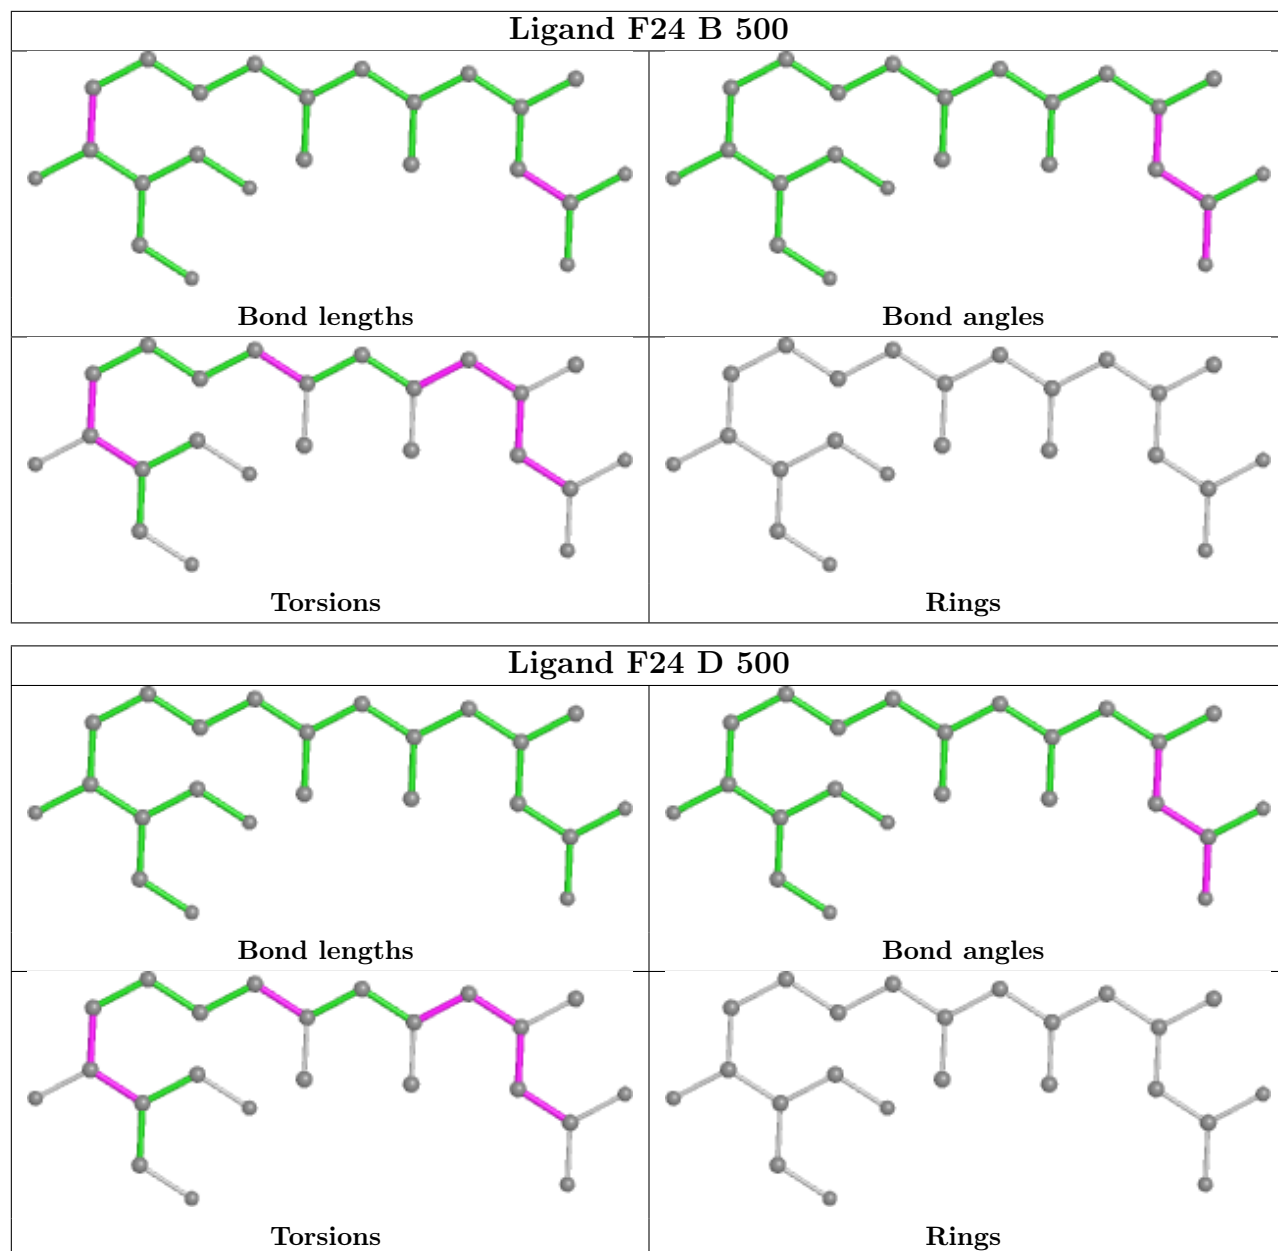 Ligand F24 B 500
Bond lengths
Bond angles
Torsions
Rings
Ligand F24 D 500
Bond lengths
Bond angles
Torsions
Rings